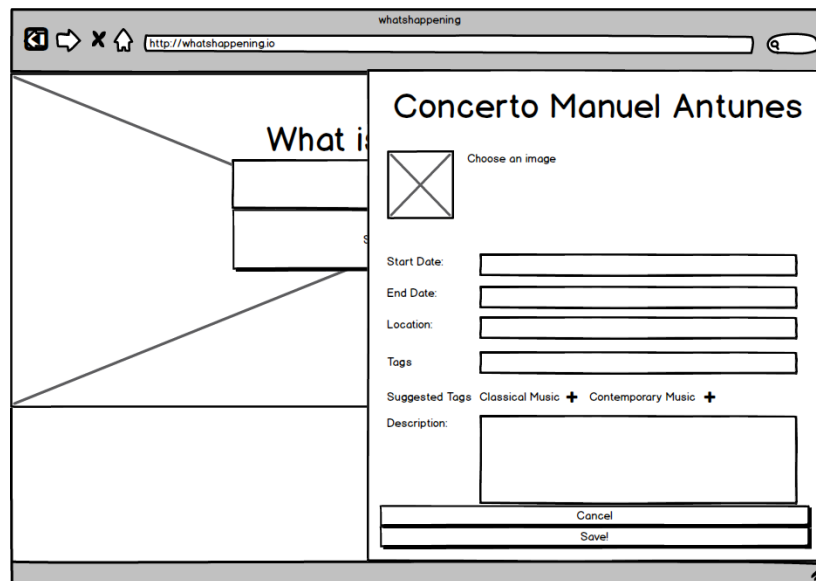 whatshappening
http://whatshappening.io
Concerto Manuel Antunes
What is
Choose an image
S
Start Date:
End Date:
Location:
Tags
Suggested Tags Classical Music + Contemporary Music +
Description:
Cancel
Save!